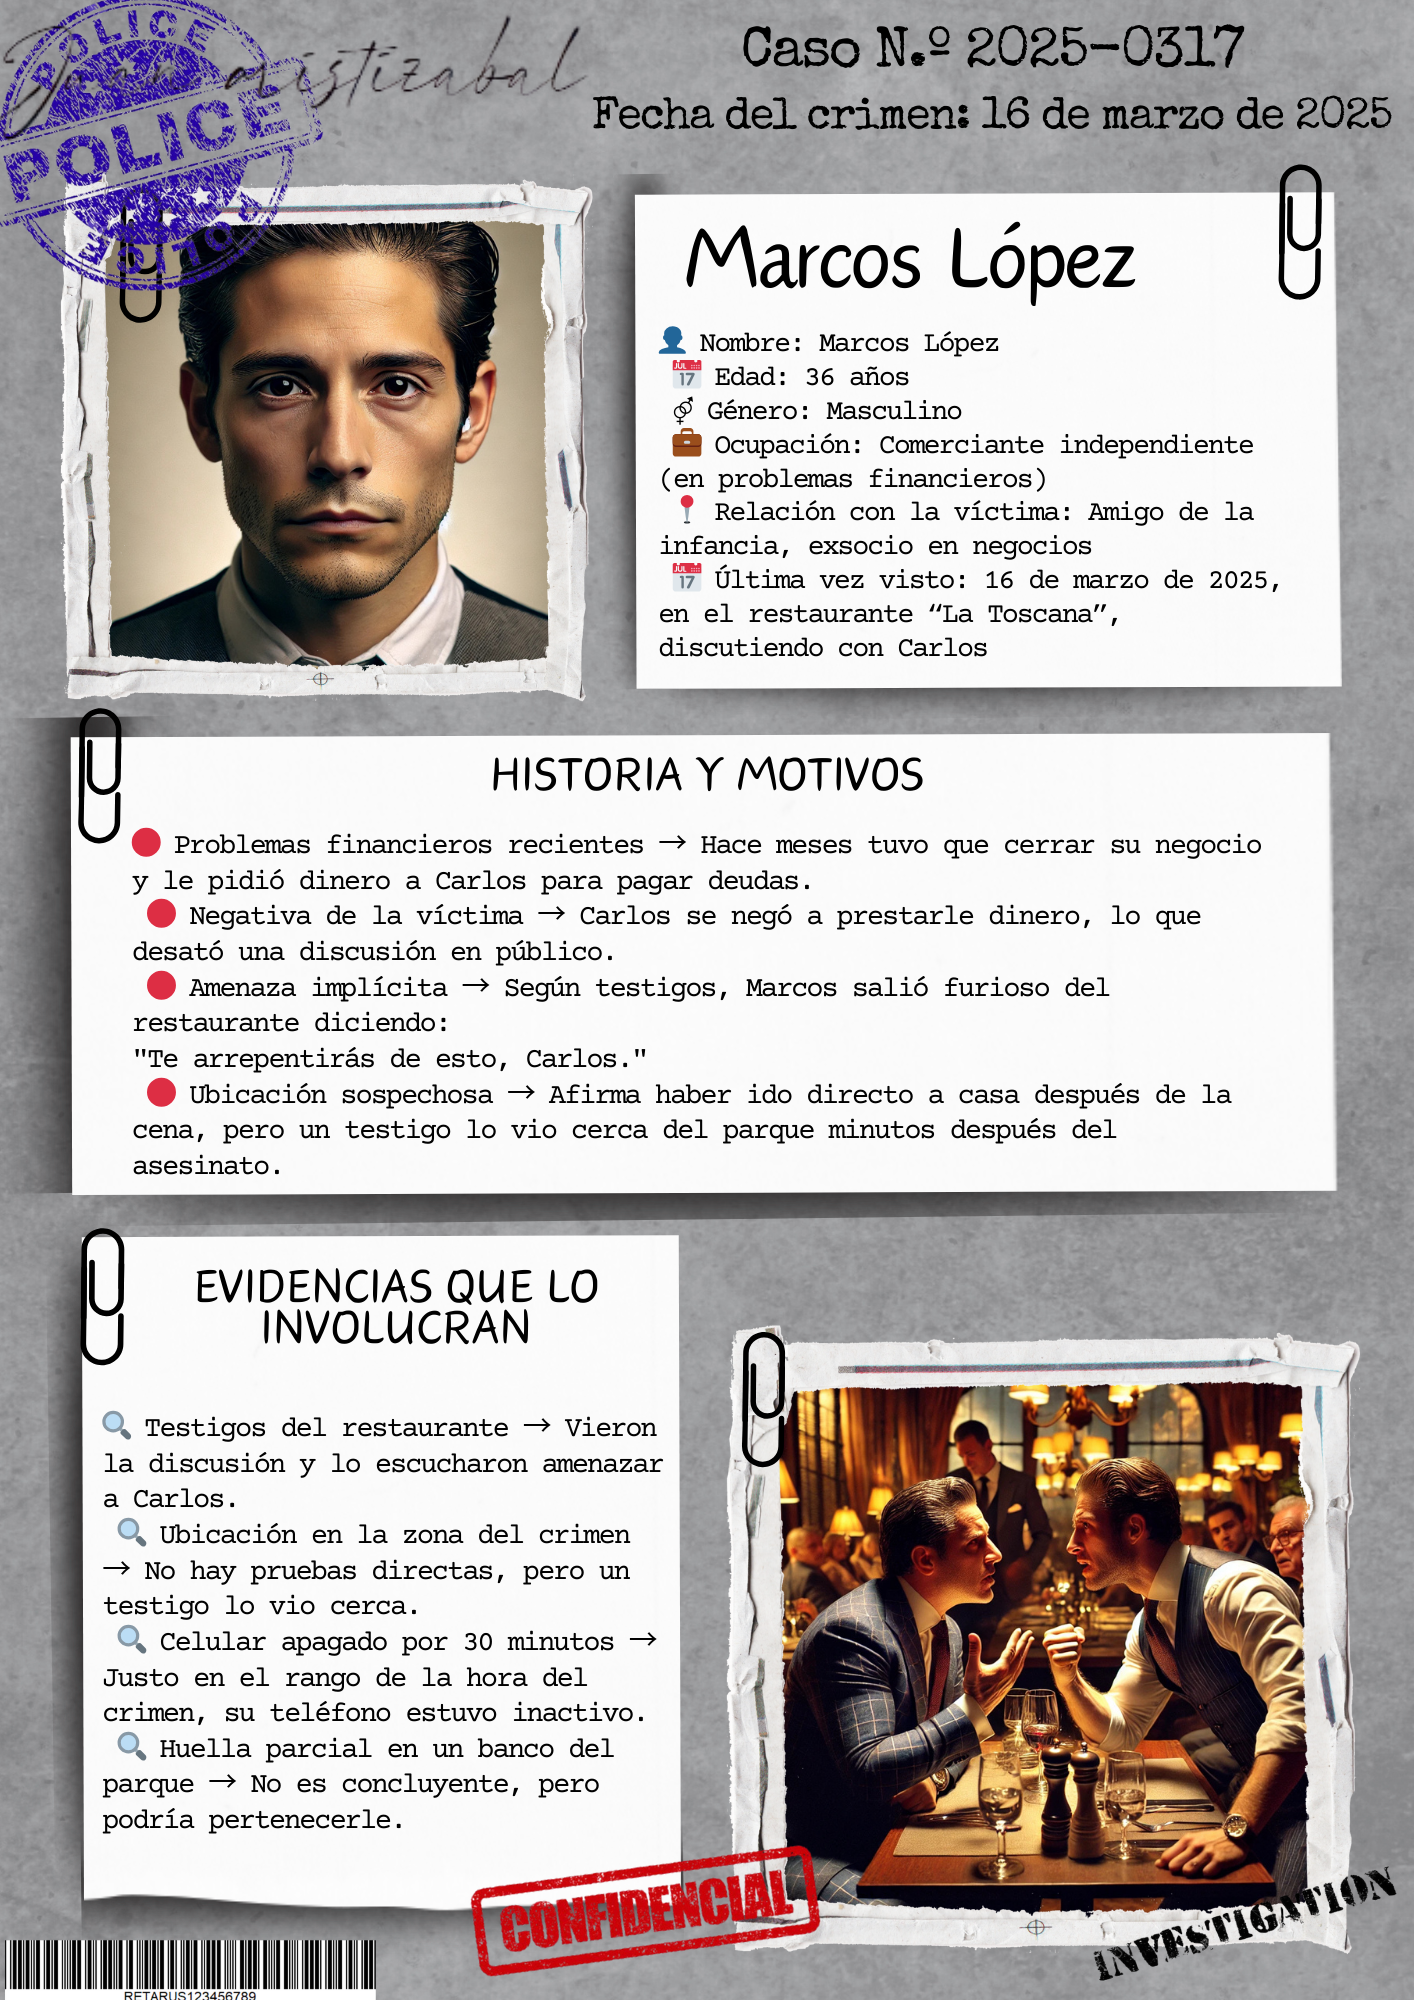 POLICE
POLICE
Caso N.º 2025-0317
Fecha del crimen: 16 de marzo de 2025
Marcos López
Nombre: Marcos López
JUL 17 Edad: 36 años
Género: Masculino
Ocupación: Comerciante independiente
(en problemas financieros)
Relación con la víctima: Amigo de la
infancia, exsocio en negocios
JUL 17 Última vez visto: 16 de marzo de 2025,
en el restaurante “La Toscana”,
discutiendo con Carlos
HISTORIA Y MOTIVOS
Problemas financieros recientes → Hace meses tuvo que cerrar su negocio
y le pidió dinero a Carlos para pagar deudas.
Negativa de la víctima → Carlos se negó a prestarle dinero, lo que
desató una discusión en público.
Amenaza implícita → Según testigos, Marcos salió furioso del
restaurante diciendo:
"Te arrepentirás de esto, Carlos."
Ubicación sospechosa → Afirma haber ido directo a casa después de la
cena, pero un testigo lo vio cerca del parque minutos después del
asesinato.
EVIDENCIAS QUE LO
INVOLUCRAN
Testigos del restaurante → Vieron
la discusión y lo escucharon amenazar
a Carlos.
Ubicación en la zona del crimen
→ No hay pruebas directas, pero un
testigo lo vio cerca.
Celular apagado por 30 minutos →
Justo en el rango de la hora del
crimen, su teléfono estuvo inactivo.
Huella parcial en un banco del
parque → No es concluyente, pero
podría pertenecerle.
CONFIDENCIAL
INVESTIGATION
RETARUS123456789